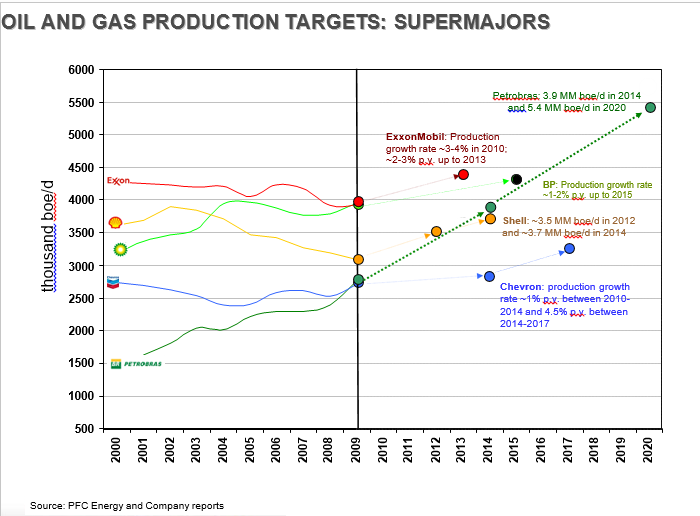 OIL AND GAS PRODUCTION TARGETS: SUPERMAJORS
6000
5500
5000
4500
4000
3500
3000
2500
2000
1500
1000
500
thousand boe/d
Exxon
BR PETROBRAS
Petrobras: 3.9 MM boe/d in 2014
and 5.4 MM boe/d in 2020
ExxonMobil: Production
growth rate ~3-4% in 2010;
~2-3% p.y. up to 2013
BP: Production growth rate
~1-2% p.y. up to 2015
Shell: ~3.5 MM boe/d in 2012
and ~3.7 MM boe/d in 2014
Chevron: production growth
rate ~1% p.y. between 2010-
2014 and 4.5% p.y. between
2014-2017
2000
2001
2002
2003
2004
2005
2006
2007
2008
2009
2010
2011
2012
2013
2014
2015
2016
2017
2018
2019
2020
Source: PFC Energy and Company reports